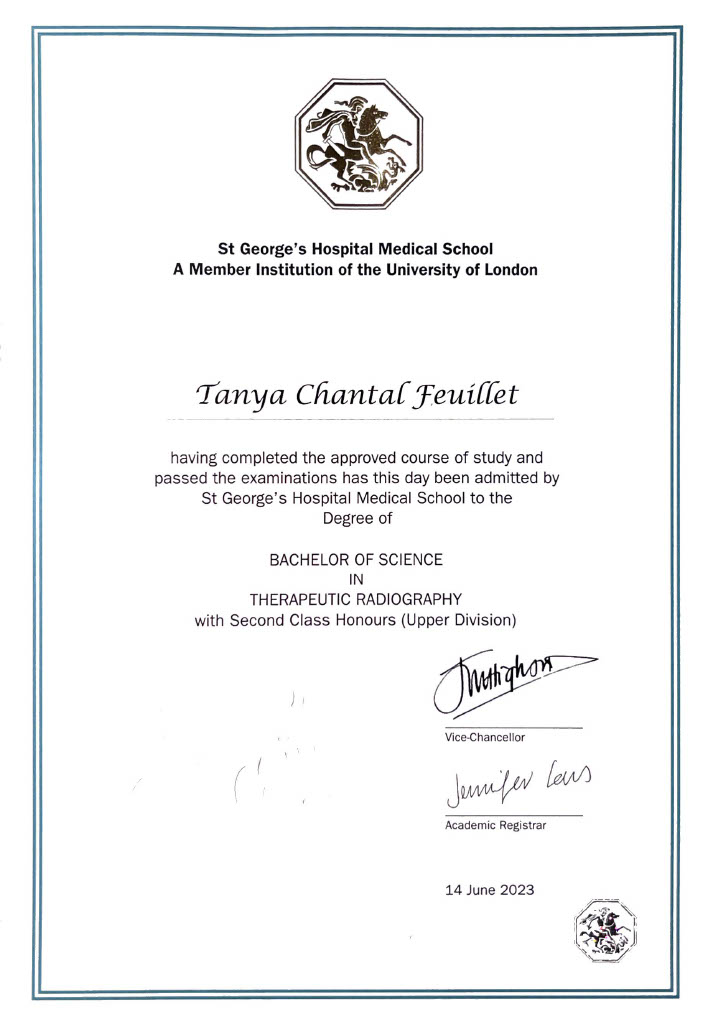 St George's Hospital Medical School
A Member Institution of the University of London
Tanya Chantal Feuillet
having completed the approved course of study and
passed the examinations has this day been admitted by
St George's Hospital Medical School to the
Degree of
BACHELOR OF SCIENCE
IN
THERAPEUTIC RADIOGRAPHY
with Second Class Honours (Upper Division)
Vice-Chancellor
Jennifer
Academic Registrar
14 June 2023